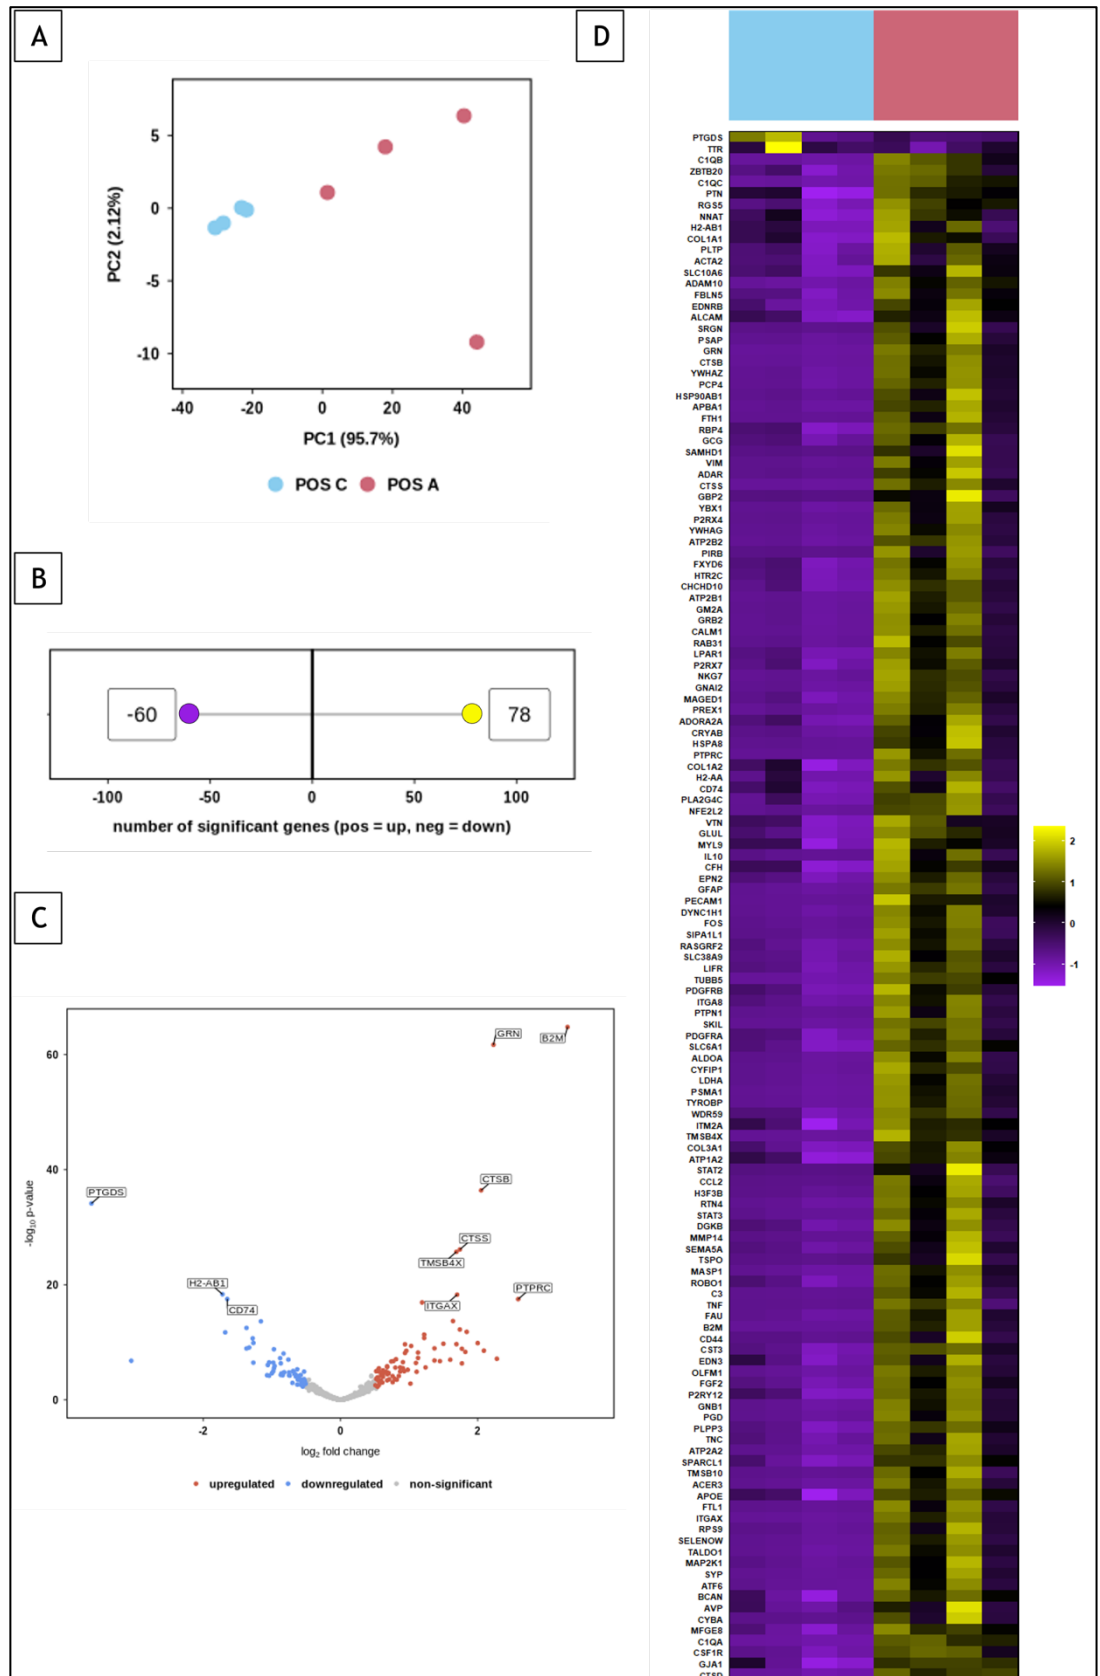 A
5
0
-5
-10
PC2 (2.12%)
-40 -20 0 20 40
PC1 (95.7%)
POS C POS A
B
-60 78
-100 -50 0 50 100
number of significant genes (pos = up, neg = down)
C
GRN
B2M
60
CTSB
40
PTGDS
CTSS
TMSB4X
20
H2-AB1
PTPRC
CD74
ITGAX
0
-log10 p-value
-2 0 2
log2 fold change
upregulated downregulated non-significant
D
PTGDS
TTR
C1QB
ZBTB20
C1QC
PTN
RGS5
NNAT
H2-AB1
COL1A1
PLTP
ACTA2
SLC10A6
ADAM10
FBLN5
EDNRB
ALCAM
SRGN
PSAP
GRN
CTSB
YWHAZ
PCP4
HSP90AB1
APBA1
FTH1
RBP4
GCG
SAMHD1
VIM
ADAR
CTSS
GBP2
YBX1
P2RX4
YWHAG
ATP2B2
PIRB
FXYD6
HTR2C
CHCHD10
ATP2B1
GM2A
GRB2
CALM1
RAB31
LPAR1
P2RX7
NKG7
GNAI2
MAGED1
PREX1
ADORA2A
CRYAB
HSPA8
PTPRC
COL1A2
H2-AA
CD74
PLA2G4C
NFE2L2
VTN
GLUL
MYL9
IL10
CFH
EPN2
GFAP
PECAM1
DYNC1H1
FOS
SIPA1L1
RASGRF2
SLC38A9
LIFR
TUBB5
PDGFRB
ITGA8
PTPN1
SKIL
PDGFRA
SLC6A1
ALDOA
CYFIP1
LDHA
PSMA1
TYROBP
WDR59
ITM2A
TMSB4X
COL3A1
ATP1A2
STAT2
CCL2
H3F3B
RTN4
STAT3
DGKB
MMP14
SEMA5A
TSPO
MASP1
ROBO1
C3
TNF
FAU
B2M
CD44
CST3
EDN3
OLFM1
FGF2
P2RY12
GNB1
PGD
PLPP3
TNC
ATP2A2
SPARCL1
TMSB10
ACER3
APOE
FTL1
ITGAX
RPS9
SELENOW
TALDO1
MAP2K1
SYP
ATF6
BCAN
AVP
CYBA
MFGE8
C1QA
CSF1R
GJA1
CTSD
2
1
0
-1